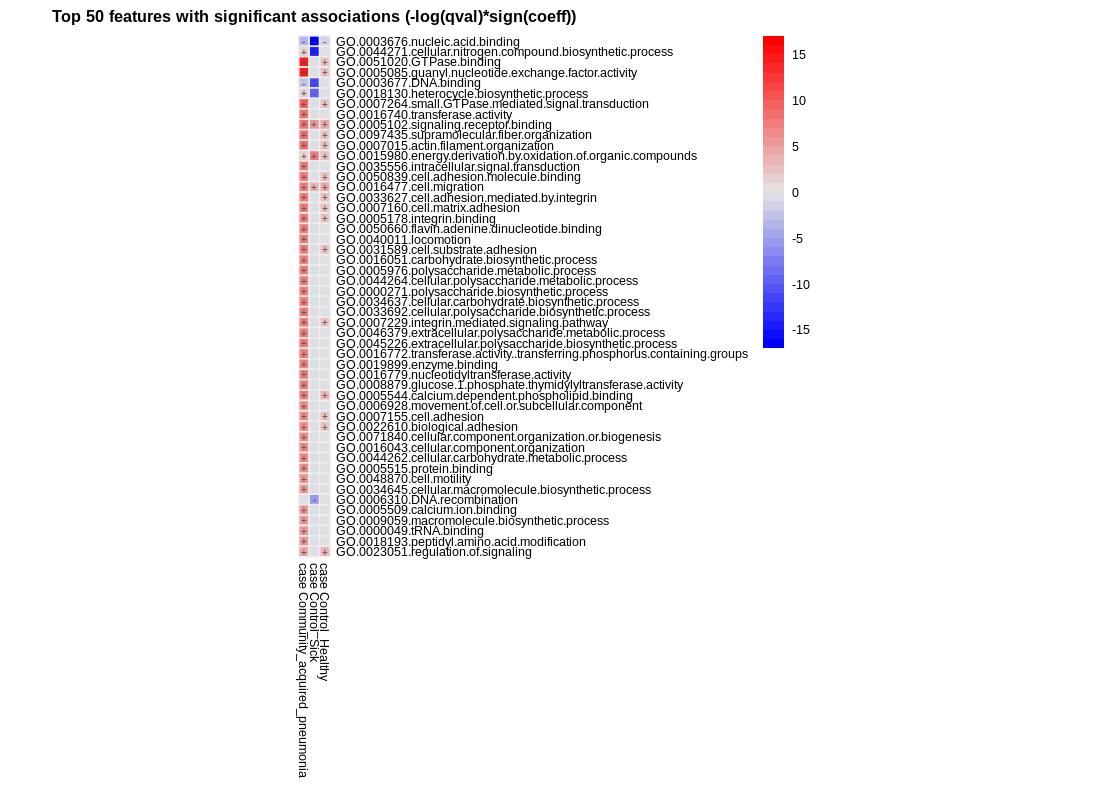 Top 50 features with significant associations (-log(qval)*sign(coeff))
GO.0003676.nucleic.acid.binding
GO.0044271.cellular.nitrogen.compound.biosynthetic.process
GO.0051020.GTPase.binding
GO.0005085.guanyl.nucleotide.exchange.factor.activity
GO.0003677.DNA.binding
GO.0018130.heterocycle.biosynthetic.process
GO.0007264.small.GTPase.mediated.signal.transduction
GO.0016740.transferase.activity
GO.0005102.signaling.receptor.binding
GO.0097435.supramolecular.fiber.organization
GO.0007015.actin.filament.organization
GO.0015980.energy.derivation.by.oxidation.of.organic.compounds
GO.0035556.intracellular.signal.transduction
GO.0050839.cell.adhesion.molecule.binding
GO.0016477.cell.migration
GO.0033627.cell.adhesion.mediated.by.integrin
GO.0007160.cell.matrix.adhesion
GO.0005178.integrin.binding
GO.0050660.flavin.adenine.dinucleotide.binding
GO.0040011.locomotion
GO.0031589.cell.substrate.adhesion
GO.0016051.carbohydrate.biosynthetic.process
GO.0005976.polysaccharide.metabolic.process
GO.0044264.cellular.polysaccharide.metabolic.process
GO.0000271.polysaccharide.biosynthetic.process
GO.0034637.cellular.carbohydrate.biosynthetic.process
GO.0033692.cellular.polysaccharide.biosynthetic.process
GO.0007229.integrin.mediated.signaling.pathway
GO.0046379.extracellular.polysaccharide.metabolic.process
GO.0045226.extracellular.polysaccharide.biosynthetic.process
GO.0016772.transferase.activity..transferring.phosphorus.containing.groups
GO.0019899.enzyme.binding
GO.0016779.nucleotidyltransferase.activity
GO.0008879.glucose.1.phosphate.thymidylyltransferase.activity
GO.0005544.calcium.dependent.phospholipid.binding
GO.0006928.movement.of.cell.or.subcellular.component
GO.0007155.cell.adhesion
GO.0022610.biological.adhesion
GO.0071840.cellular.component.organization.or.biogenesis
GO.0016043.cellular.component.organization
GO.0044262.cellular.carbohydrate.metabolic.process
GO.0005515.protein.binding
GO.0048870.cell.motility
GO.0034645.cellular.macromolecule.biosynthetic.process
GO.0006310.DNA.recombination
GO.0005509.calcium.ion.binding
GO.0009059.macromolecule.biosynthetic.process
GO.0000049.tRNA.binding
GO.0018193.peptidyl.amino.acid.modification
GO.0023051.regulation.of.signaling
case Community_acquired_pneumonia
case Control_Sick
case Control_Healthy
15
10
5
0
-5
-10
-15